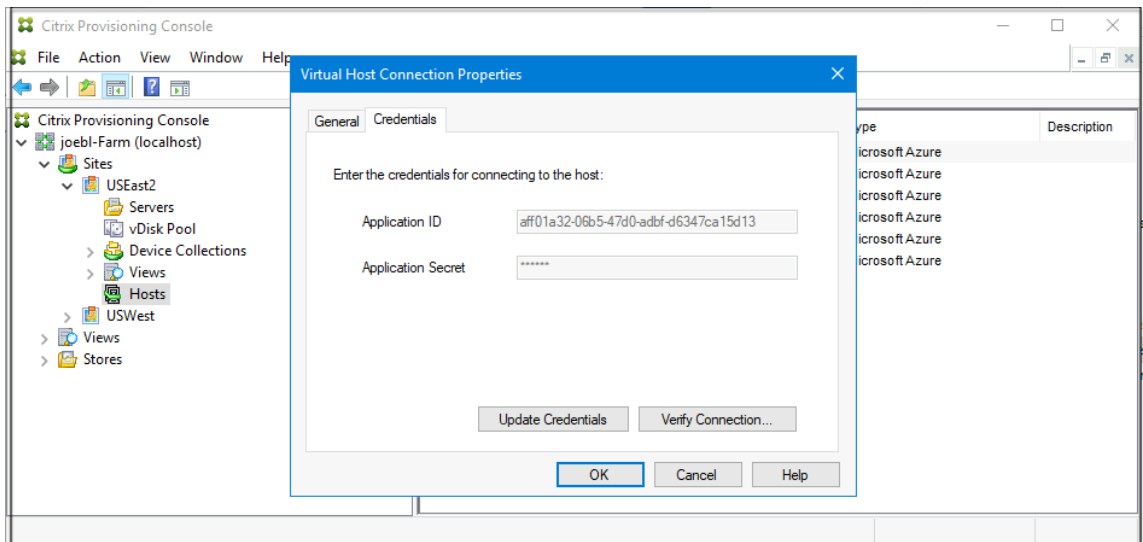 Citrix Provisioning Console
File Action View Window Help
Virtual Host Connection Properties
General Credentials
Enter the credentials for connecting to the host:
Application ID aff01a32-06b5-47d0-adbf-d6347ca15d13
Application Secret ******
Update Credentials Verify Connection...
OK Cancel Help
Citrix Provisioning Console
joebl-Farm (localhost)
Sites
USEast2
Servers
vDisk Pool
Device Collections
Views
Hosts
USWest
Views
Stores
ype Description
icrosoft Azure
icrosoft Azure
icrosoft Azure
icrosoft Azure
icrosoft Azure
icrosoft Azure